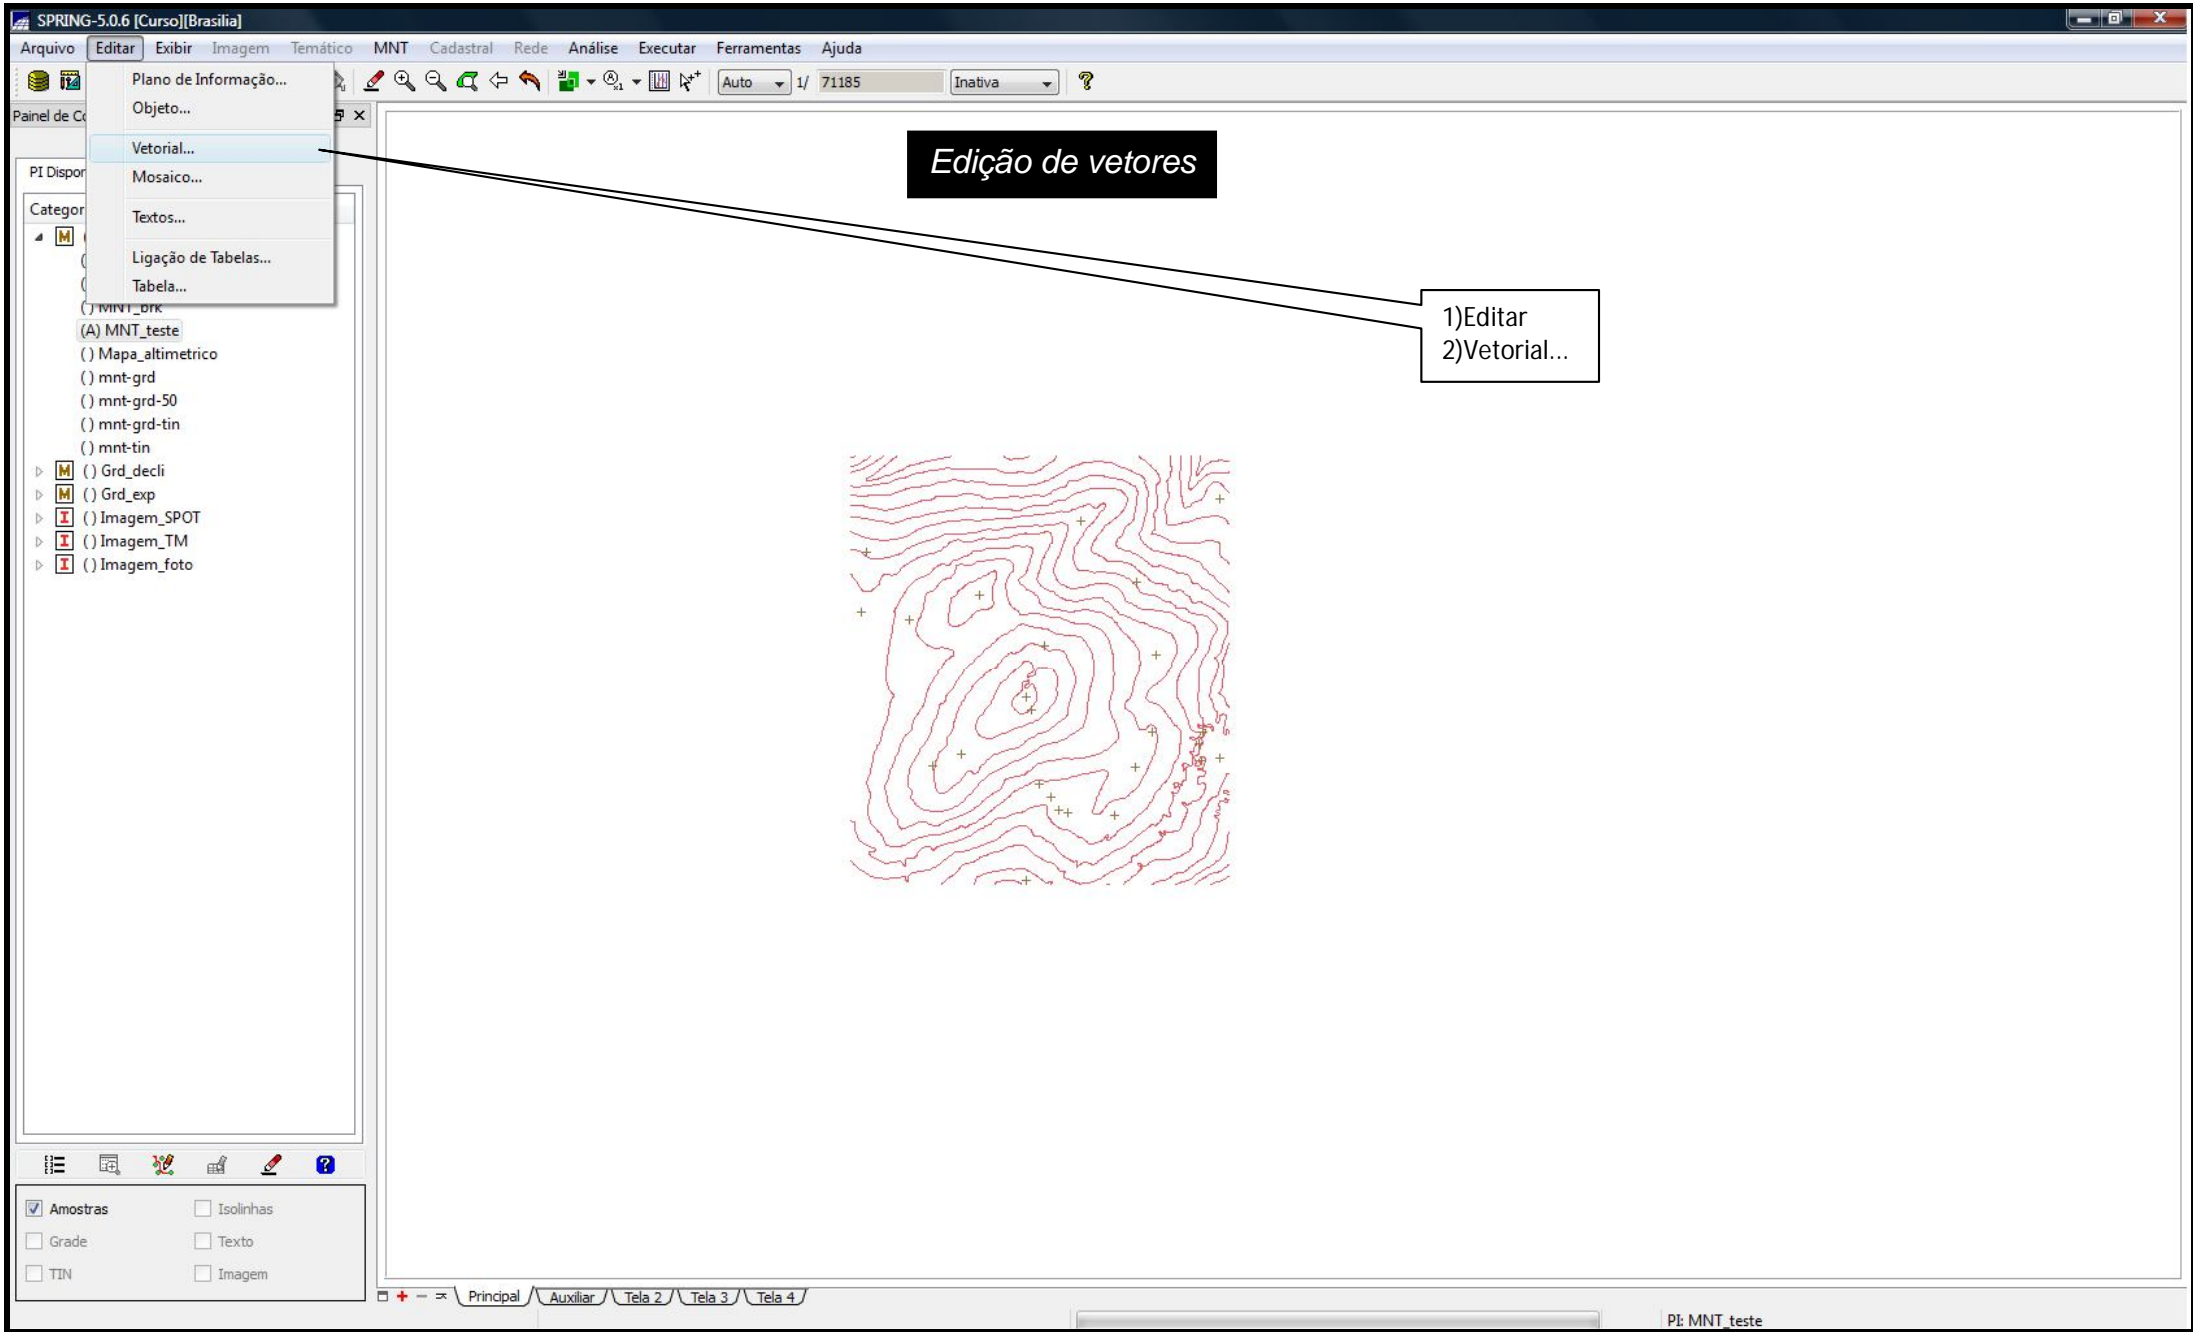 SPRING-5.0.6 [Curso][Brasilia]
Arquivo Editar Exibir Imagem Temático MNT Cadastral Rede Análise Executar Ferramentas Ajuda
Auto 1/ 71185 Inativa
Plano de Informação...
Objeto...
Vetorial...
Mosaico...
Textos...
Ligação de Tabelas...
Tabela...
Painel de
PI Dispor
Categor
() MNT_brk
(A) MNT_teste
() Mapa_altimetrico
() mnt-grd
() mnt-grd-50
() mnt-grd-tin
() mnt-tin
M () Grd_decli
M () Grd_exp
I () Imagem_SPOT
I () Imagem_TM
I () Imagem_foto
Edição de vetores
1)Editar
2)Vetorial...
Amostras Isolinhas
Grade Texto
TIN Imagem
Principal Auxiliar Tela 2 Tela 3 Tela 4
PI: MNT_teste